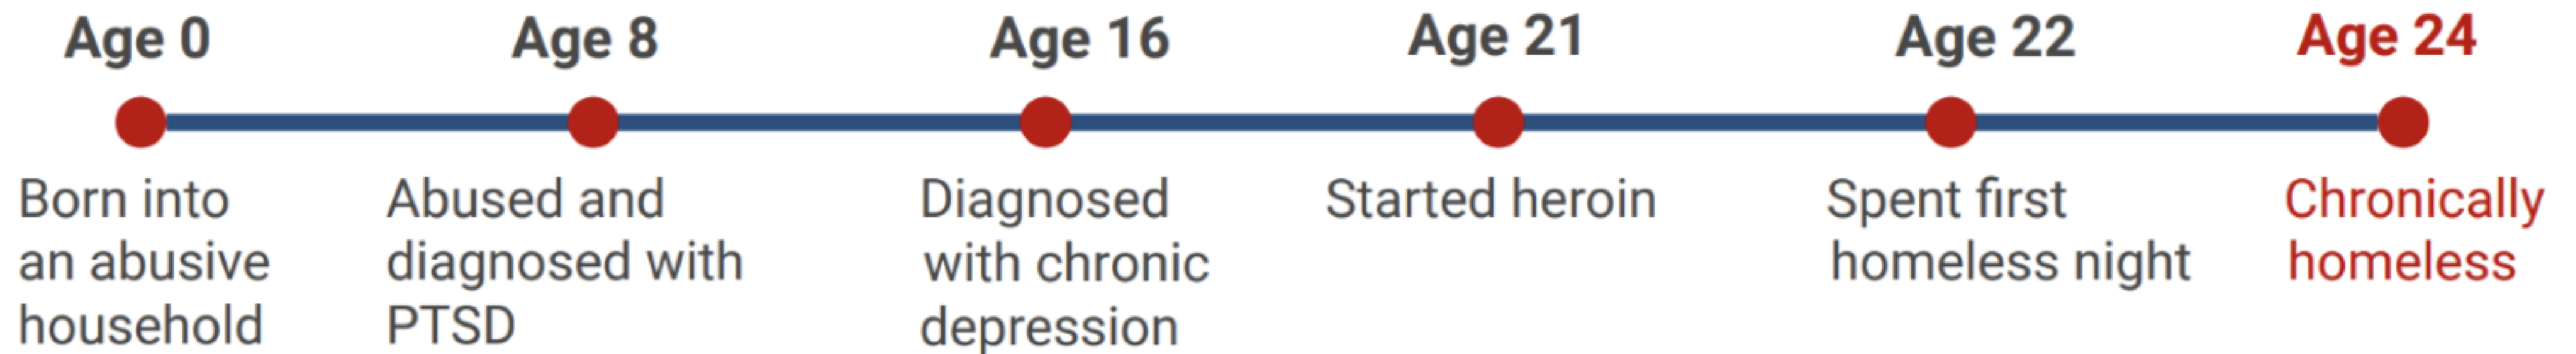 Age 0
Born into
an abusive
household
Age 8
Abused and
diagnosed with
PTSD
Age 16
Diagnosed
with chronic
depression
Age 21
Started heroin
Age 22
Spent first
homeless night
Age 24
Chronically
homeless